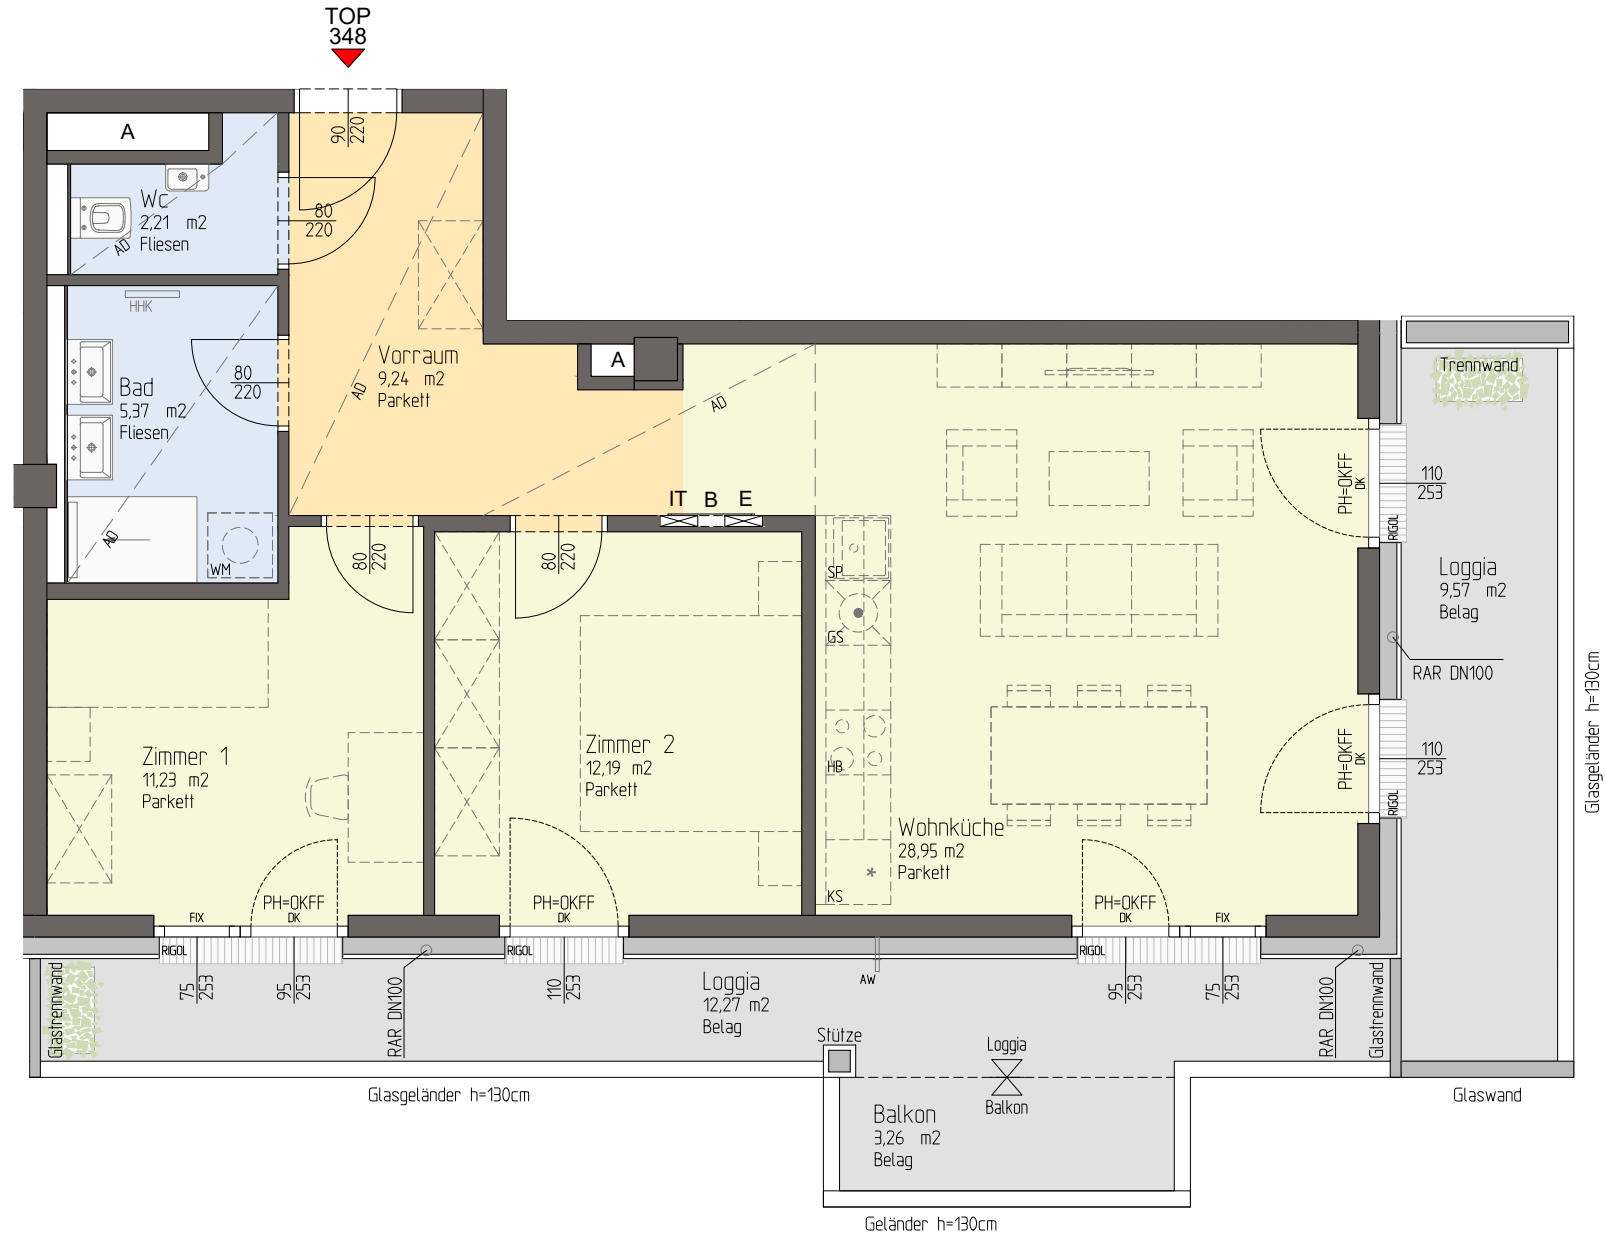 TOP
348
A
90
220
Wc
2,21 m2
Fliesen
AD
80
220
HHK
Bad
5,37 m2
Fliesen
80
220
AD
WM
Vorraum
9,24 m2
Parkett
AD
A
AD
IT B E
80
220
80
220
Trennwand
PH=OKFF
DK
RIGOL
110
253
Loggia
9,57 m2
Belag
RAR DN100
Glasgeländer h=130cm
PH=OKFF
DK
RIGOL
110
253
SP
GS
HB
KS
*
Zimmer 1
11,23 m2
Parkett
Zimmer 2
12,19 m2
Parkett
Wohnküche
28,95 m2
Parkett
FIX
PH=OKFF
DK
PH=OKFF
DK
PH=OKFF
DK
FIX
RIGOL
RIGOL
RIGOL
Glastrennwand
75
253
95
253
RAR DN100
110
253
Loggia
12,27 m2
Belag
AW
95
253
75
253
RAR DN100
Glastrennwand
Stütze
Loggia
Balkon
Glasgeländer h=130cm
Glaswand
Balkon
3,26 m2
Belag
Geländer h=130cm